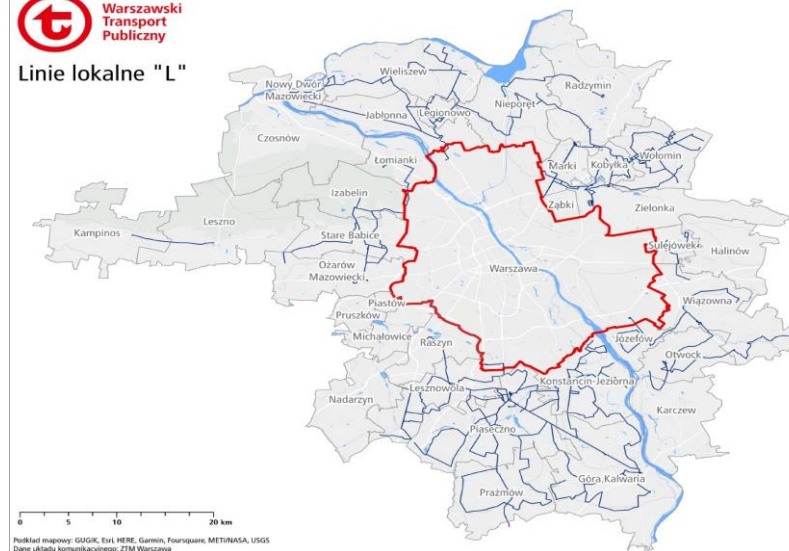 Warszawski
Transport
Publiczny
Linie lokalne "L"
Wieliszew
Nowy Dwór
Mazowiecki
Radzymin
Jabłonna
Legionowo
Nieporęt
Czosnów
Łomianki
Marki
Kobyłka
Wołomin
Izabelin
Ząbki
Zielonka
Leszno
Kampinos
Stare Babice
Sulejówek
Halinów
Ożarów
Mazowiecki
Warszawa
Wiązowna
Piastów
Pruszków
Michałowice
Raszyn
Józefów
Otwock
Lesznowola
Konstancin-Jeziorna
Nadarzyn
Karczew
Piaseczno
Góra Kalwaria
Prażmów
0 5 10 20 km
Podkład mapowy: GUGiK, Esri, HERE, Garmin, Foursquare, METI/NASA, USGS
Dane układu komunikacyjnego: ZTM Warszawa